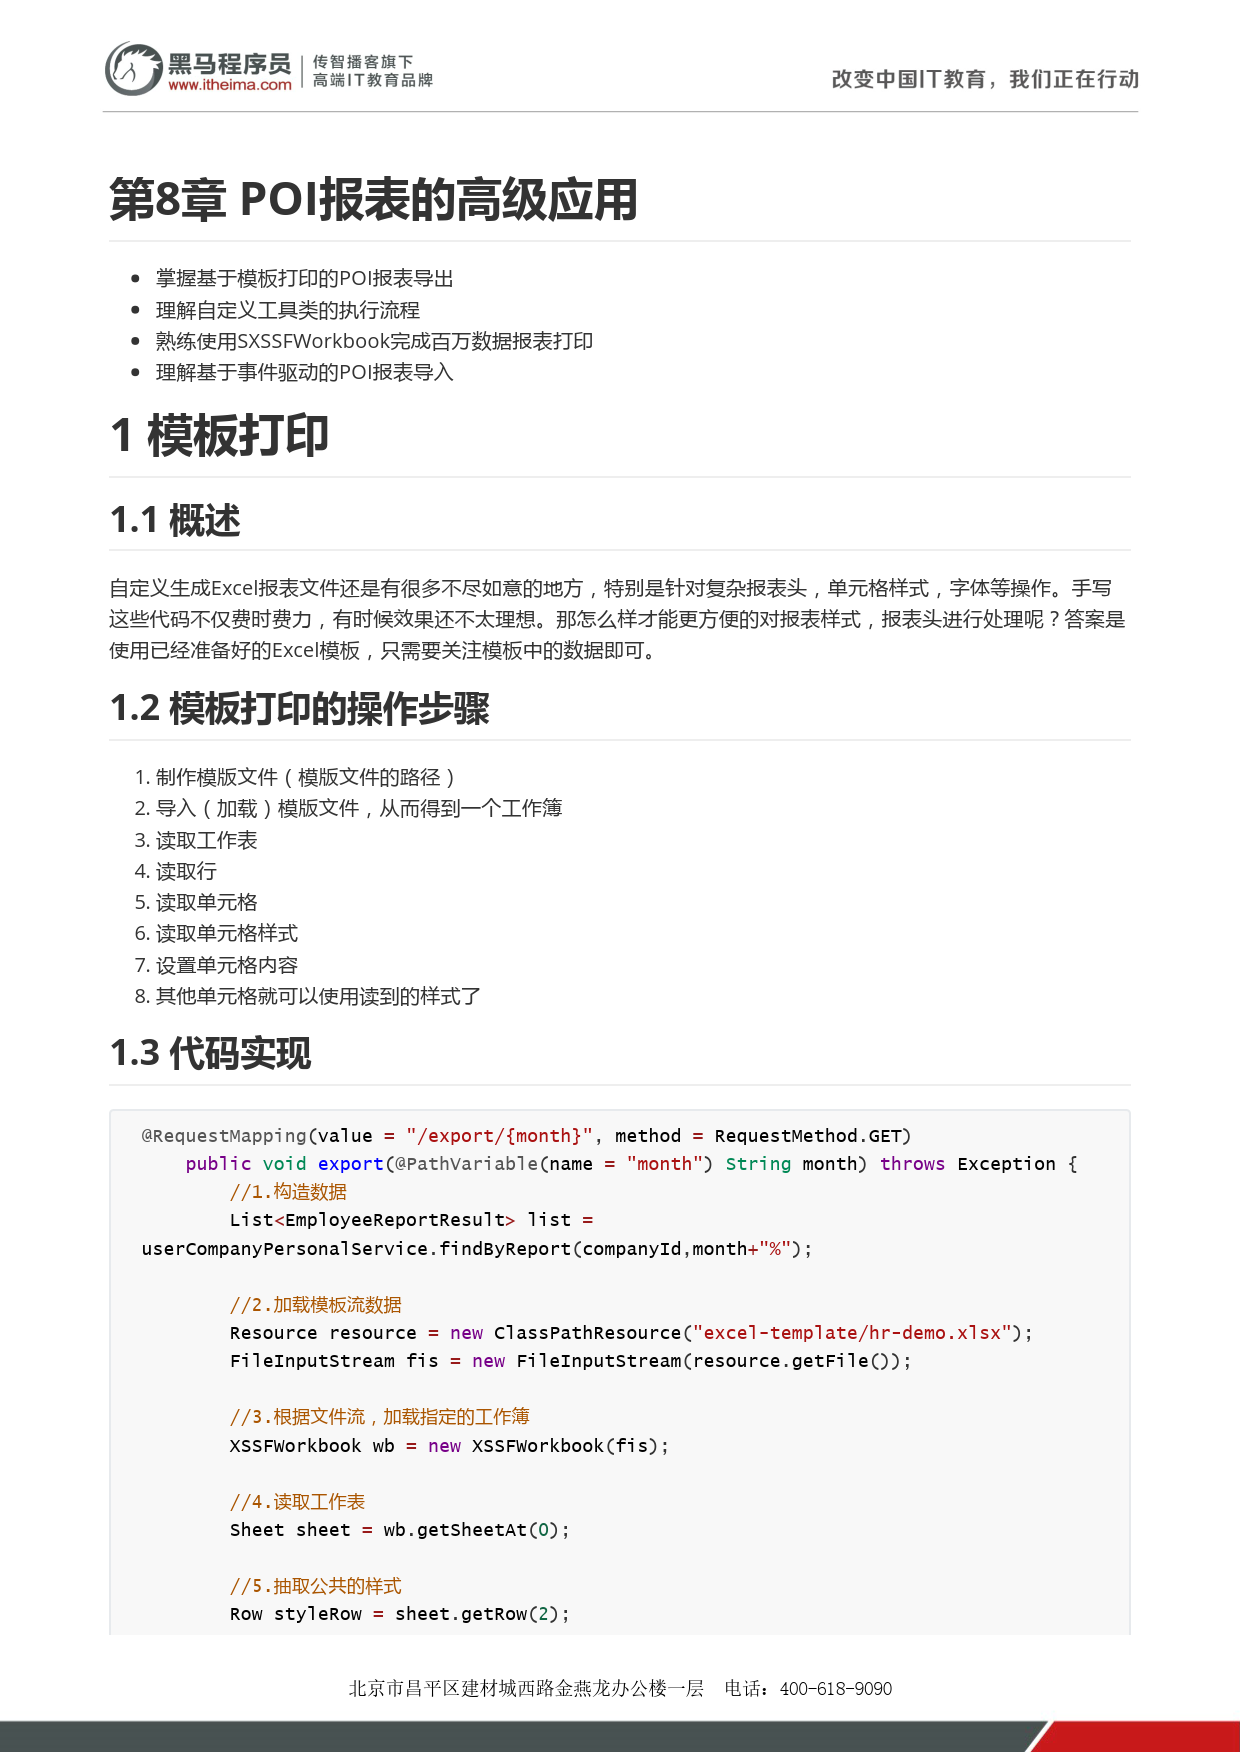 黑马程序员
www.itheima.com
传智播客旗下
高端IT教育品牌
改变中国IT教育，我们正在行动
第8章 POI报表的高级应用
掌握基于模板打印的POI报表导出
理解自定义工具类的执行流程
熟练使用SXSSFWorkbook完成百万数据报表打印
理解基于事件驱动的POI报表导入
1 模板打印
1.1 概述
自定义生成Excel报表文件还是有很多不尽如意的地方，特别是针对复杂报表头，单元格样式，字体等操作。手写
这些代码不仅费时费力，有时候效果还不太理想。那怎么样才能更方便的对报表样式，报表头进行处理呢？答案是
使用已经准备好的Excel模板，只需要关注模板中的数据即可。
1.2 模板打印的操作步骤
1. 制作模版文件（模版文件的路径）
2. 导入（加载）模版文件，从而得到一个工作簿
3. 读取工作表
4. 读取行
5. 读取单元格
6. 读取单元格样式
7. 设置单元格内容
8. 其他单元格就可以使用读到的样式了
1.3 代码实现
@RequestMapping(value = "/export/{month}", method = RequestMethod.GET)
public void export(@PathVariable(name = "month") String month) throws Exception {
//1.构造数据
List<EmployeeReportResult> list =
userCompanyPersonalService.findByReport(companyId,month+"%");
//2.加载模板流数据
Resource resource = new ClassPathResource("excel-template/hr-demo.xlsx");
FileInputStream fis = new FileInputStream(resource.getFile());
//3.根据文件流，加载指定的工作簿
XSSFWorkbook wb = new XSSFWorkbook(fis);
//4.读取工作表
Sheet sheet = wb.getSheetAt(0);
//5.抽取公共的样式
Row styleRow = sheet.getRow(2);
北京市昌平区建材城西路金燕龙办公楼一层 电话：400-618-9090